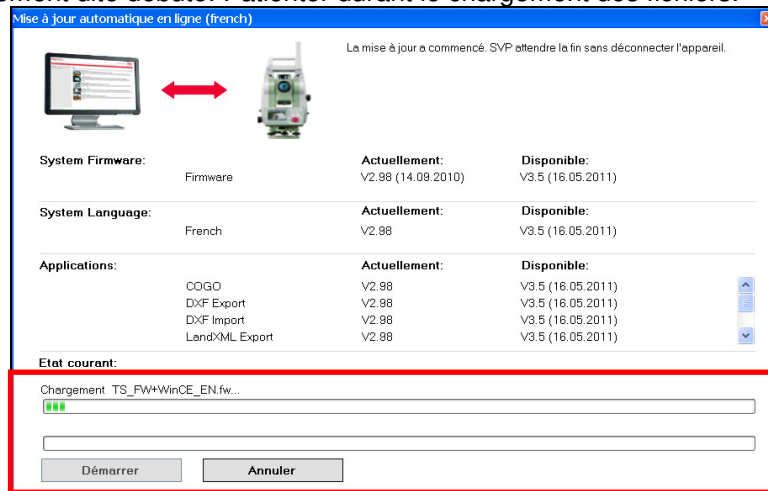 Mise à jour automatique en ligne (french)
La mise à jour a commencé. SVP attendre la fin sans déconnecter l'appareil.
System Firmware: Actuellement: Disponible:
Firmware V2.98 (14.09.2010) V3.5 (16.05.2011)
System Language: Actuellement: Disponible:
French V2.98 V3.5 (16.05.2011)
Applications: Actuellement: Disponible:
COGO V2.98 V3.5 (16.05.2011)
DXF Export V2.98 V3.5 (16.05.2011)
DXF Import V2.98 V3.5 (16.05.2011)
LandXML Export V2.98 V3.5 (16.05.2011)
Etat courant:
Chargement TS_FW+WinCE_EN.fw...
Démarrer Annuler